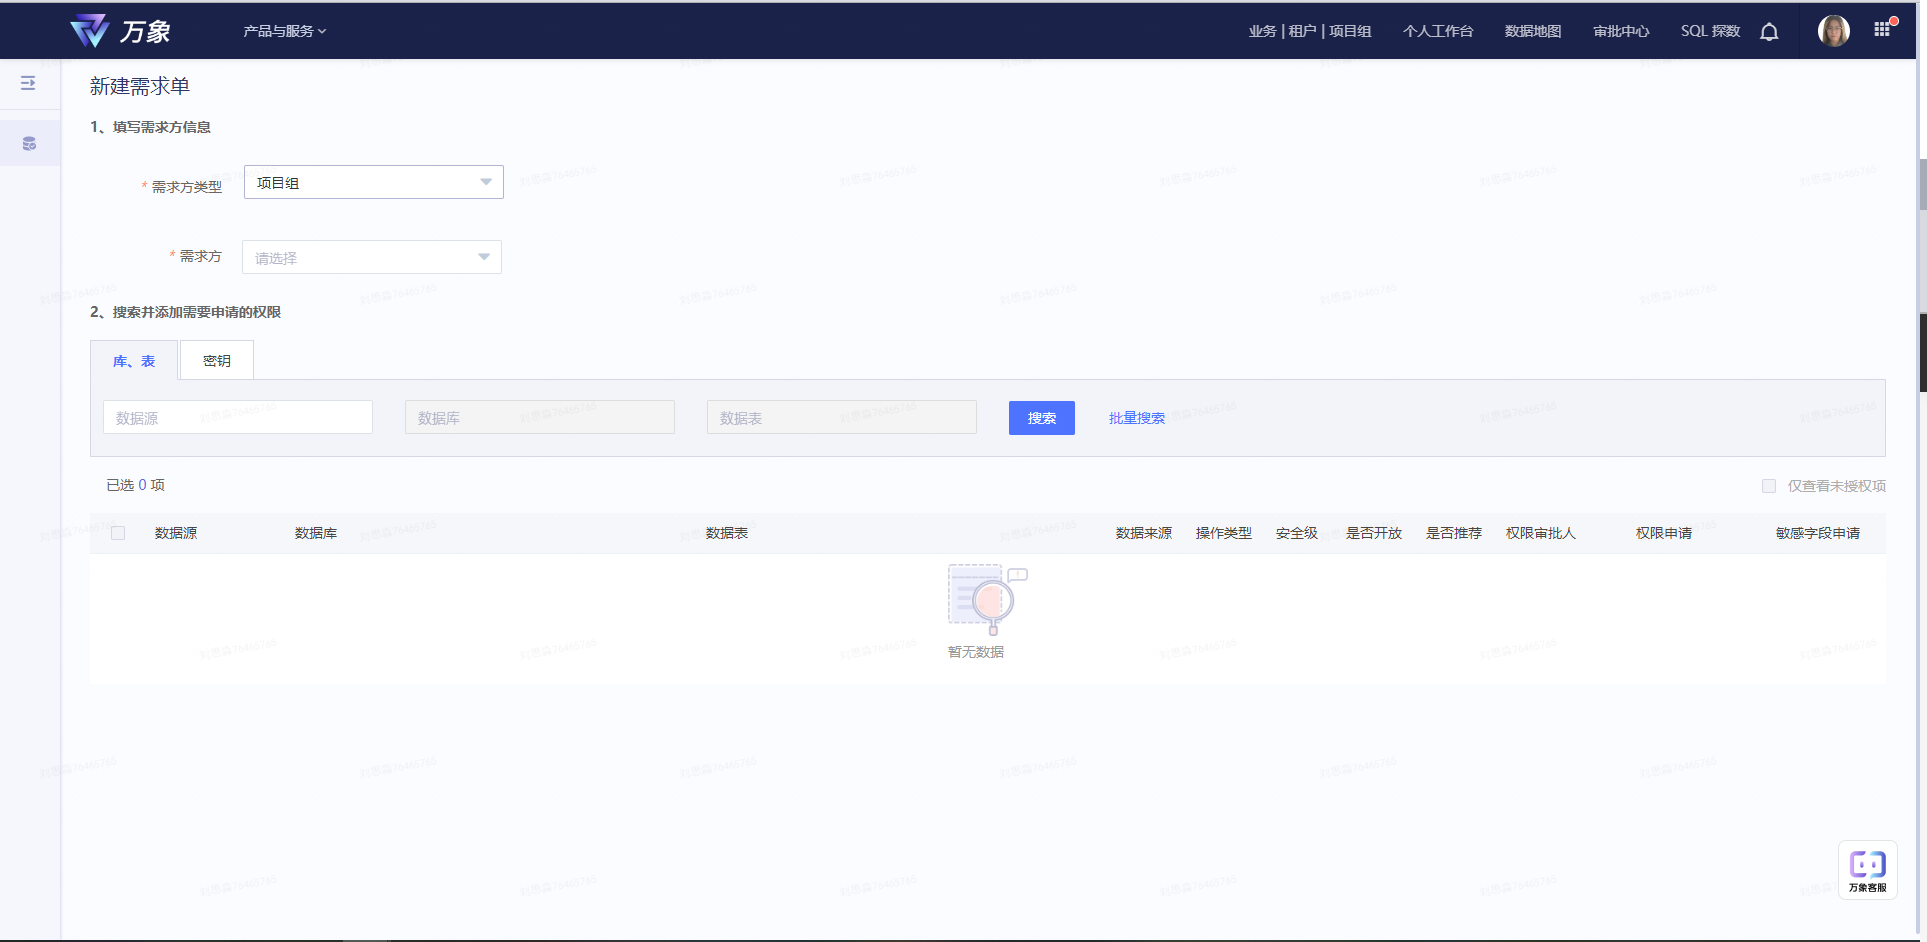 万象
产品与服务
业务 | 租户 | 项目组
个人工作台
数据地图
审批中心
SQL 探数
新建需求单
1、填写需求方信息
* 需求方类型
项目组
* 需求方
请选择
2、搜索并添加需要申请的权限
库、表
密钥
数据源
数据库
数据表
搜索
批量搜索
已选 0 项
仅查看未授权项
数据源
数据库
数据表
数据来源
操作类型
安全级
是否开放
是否推荐
权限审批人
权限申请
敏感字段申请
暂无数据
万象客服